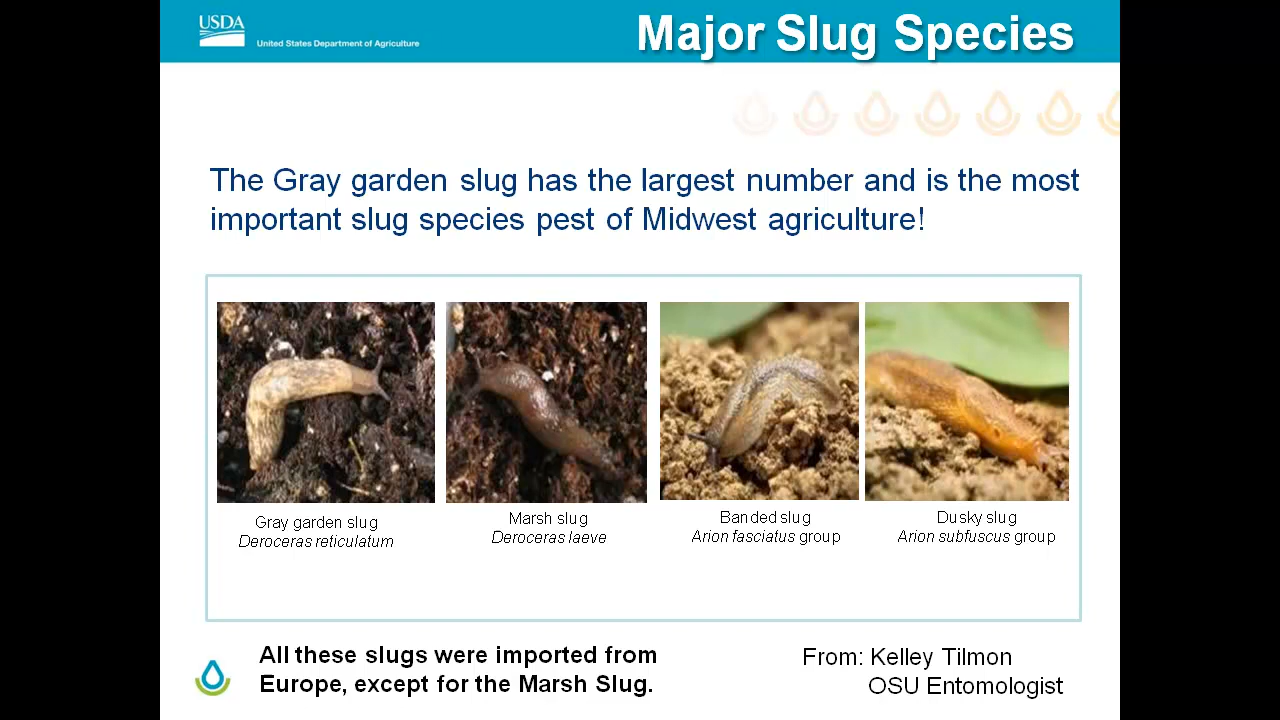 USDA
United States Department of Agriculture
Major Slug Species
The Gray garden slug has the largest number and is the most
important slug species pest of Midwest agriculture!
Gray garden slug
Deroceras reticulatum
Marsh slug
Deroceras laeve
Banded slug
Arion fasciatus group
Dusky slug
Arion subfuscus group
All these slugs were imported from
Europe, except for the Marsh Slug.
From: Kelley Tilmon
OSU Entomologist